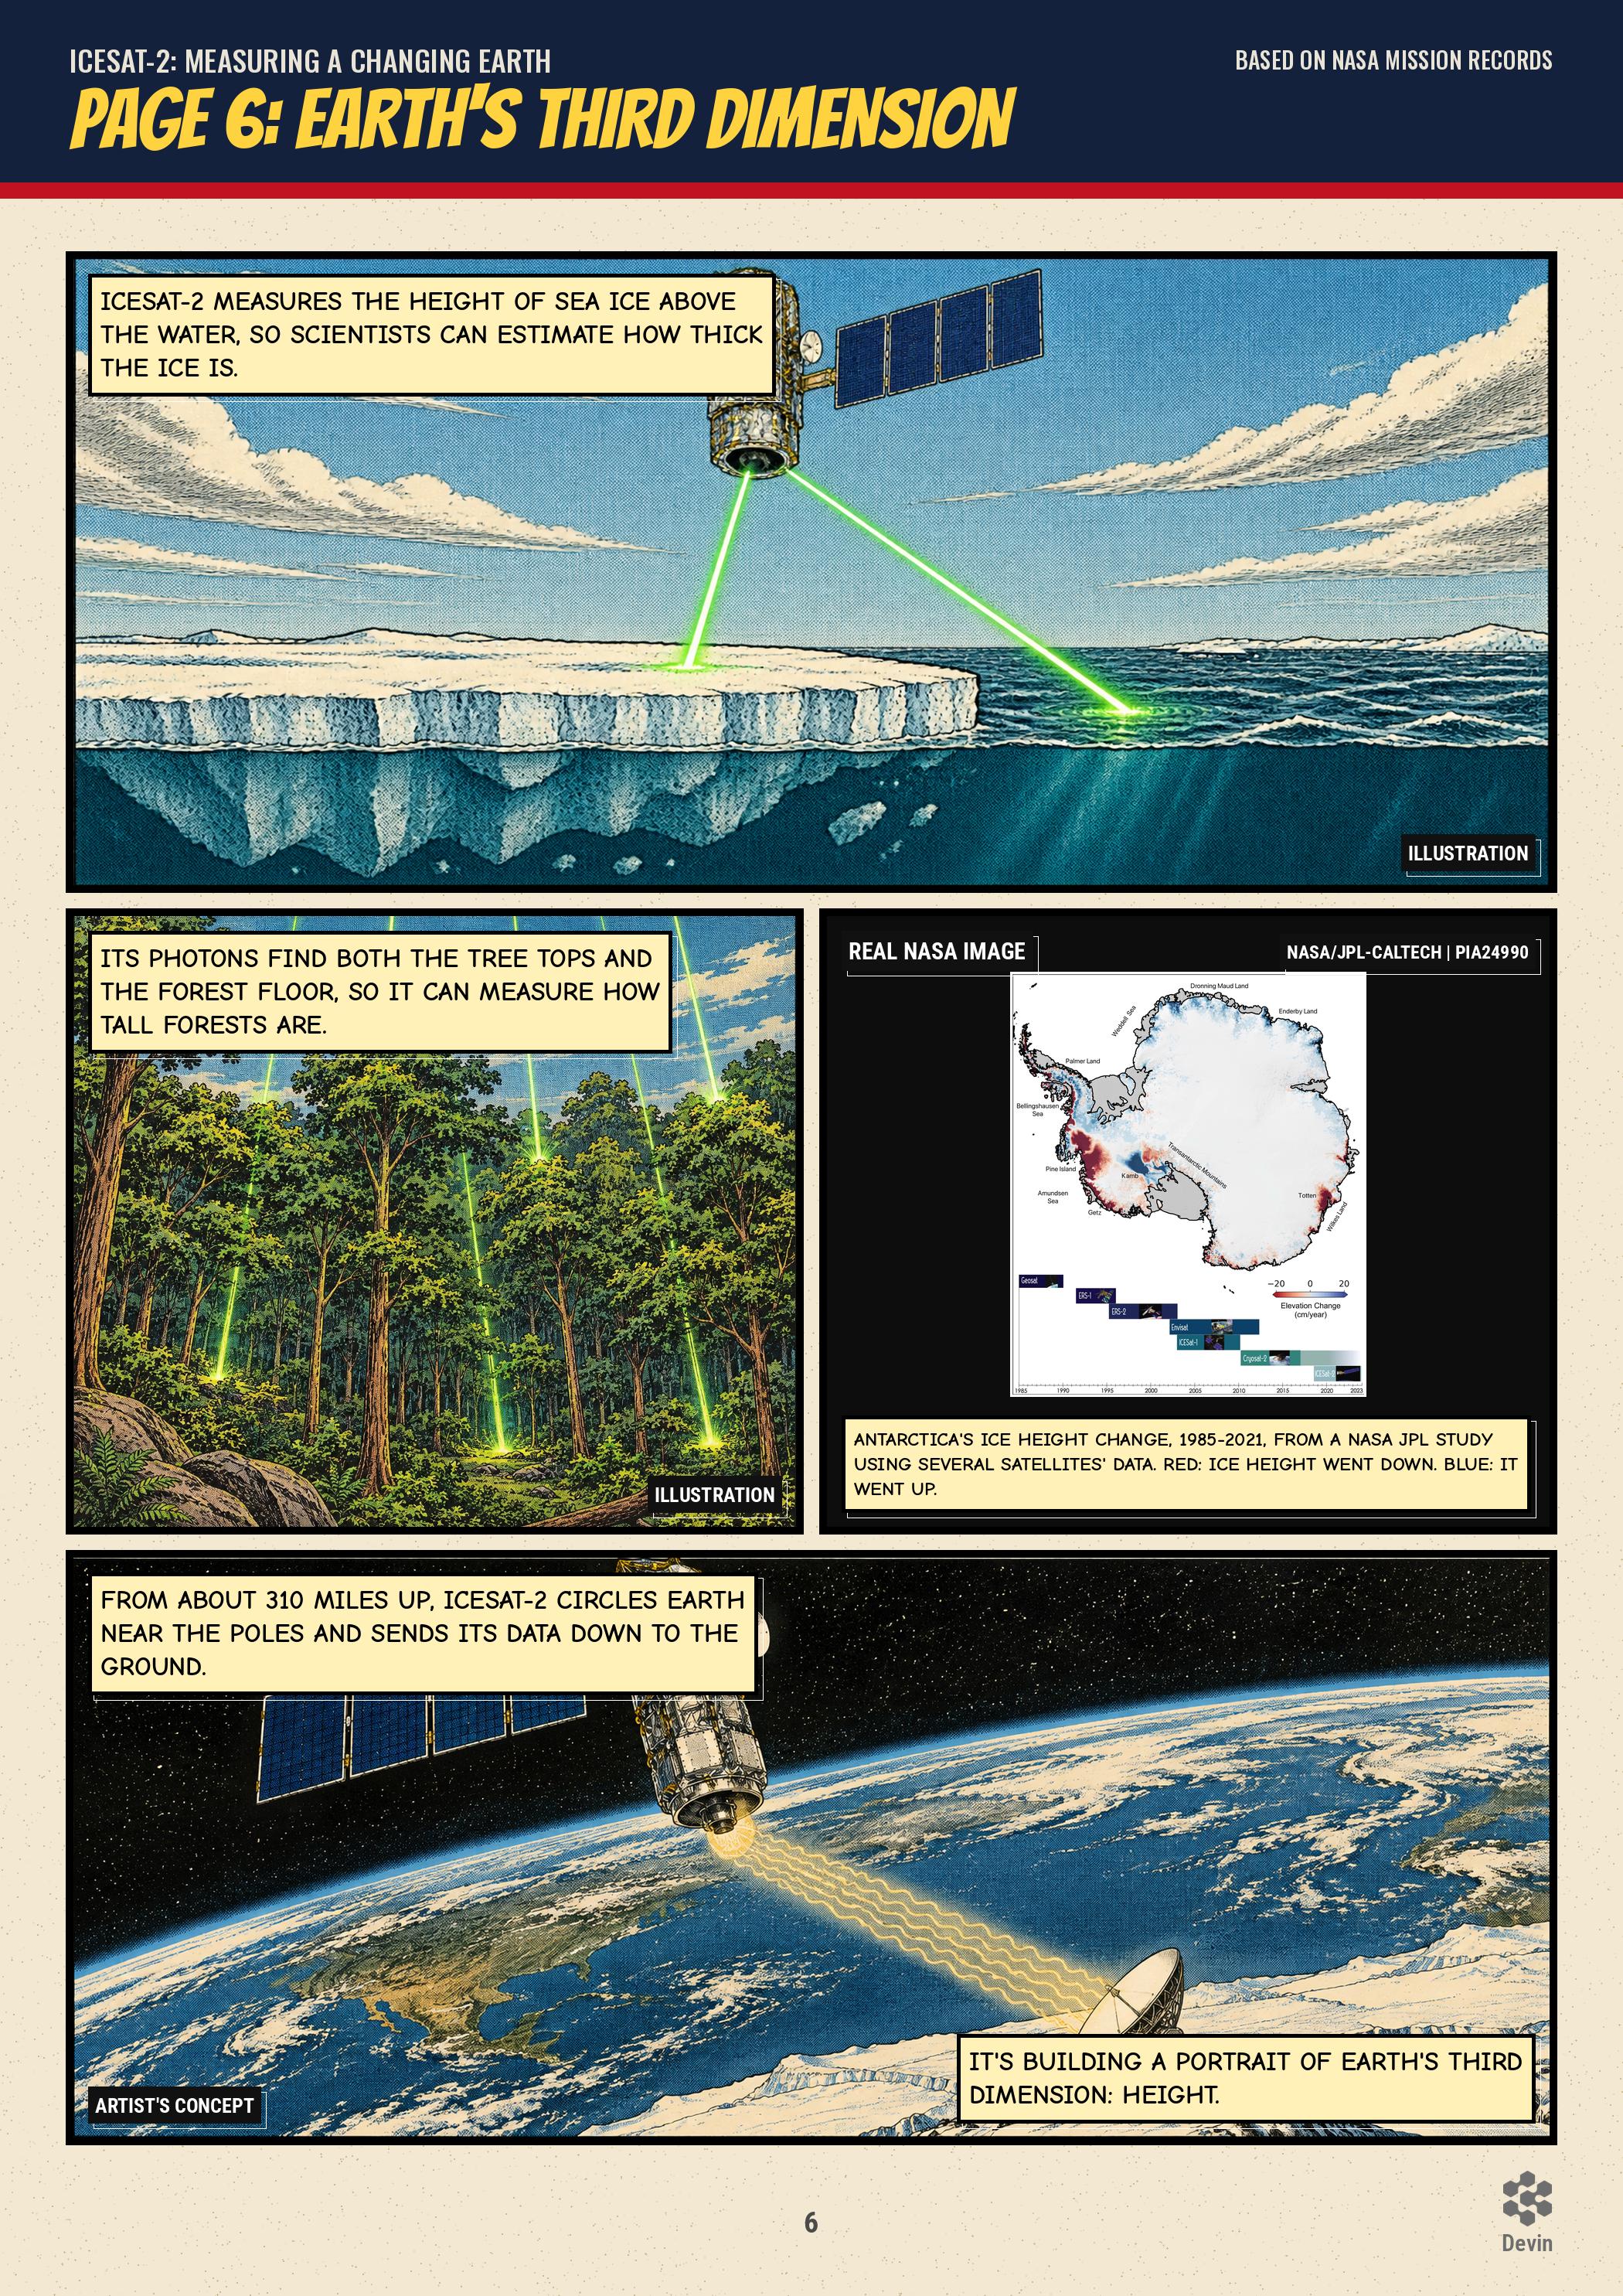 ICESAT-2: MEASURING A CHANGING EARTH
BASED ON NASA MISSION RECORDS
PAGE 6: EARTH'S THIRD DIMENSION
ICESAT-2 MEASURES THE HEIGHT OF SEA ICE ABOVE
THE WATER, SO SCIENTISTS CAN ESTIMATE HOW THICK
THE ICE IS.
ILLUSTRATION
ITS PHOTONS FIND BOTH THE TREE TOPS AND
THE FOREST FLOOR, SO IT CAN MEASURE HOW
TALL FORESTS ARE.
ILLUSTRATION
REAL NASA IMAGE
NASA/JPL-CALTECH | PIA24990
Dronning Maud Land
Weddell Sea
Enderby Land
Palmer Land
Bellingshausen
Sea
Pine Island
Kamb
Transantarctic Mountains
Amundsen
Sea
Getz
Totten
Wilkes Land
Geosat
ERS-1
ERS-2
Envisat
ICESat-1
Cryosat-2
ICESat-2
−20 0 20
Elevation Change
(cm/year)
1985 1990 1995 2000 2005 2010 2015 2020 2023
ANTARCTICA'S ICE HEIGHT CHANGE, 1985-2021, FROM A NASA JPL STUDY
USING SEVERAL SATELLITES' DATA. RED: ICE HEIGHT WENT DOWN. BLUE: IT
WENT UP.
FROM ABOUT 310 MILES UP, ICESAT-2 CIRCLES EARTH
NEAR THE POLES AND SENDS ITS DATA DOWN TO THE
GROUND.
ARTIST'S CONCEPT
IT'S BUILDING A PORTRAIT OF EARTH'S THIRD
DIMENSION: HEIGHT.
6
Devin